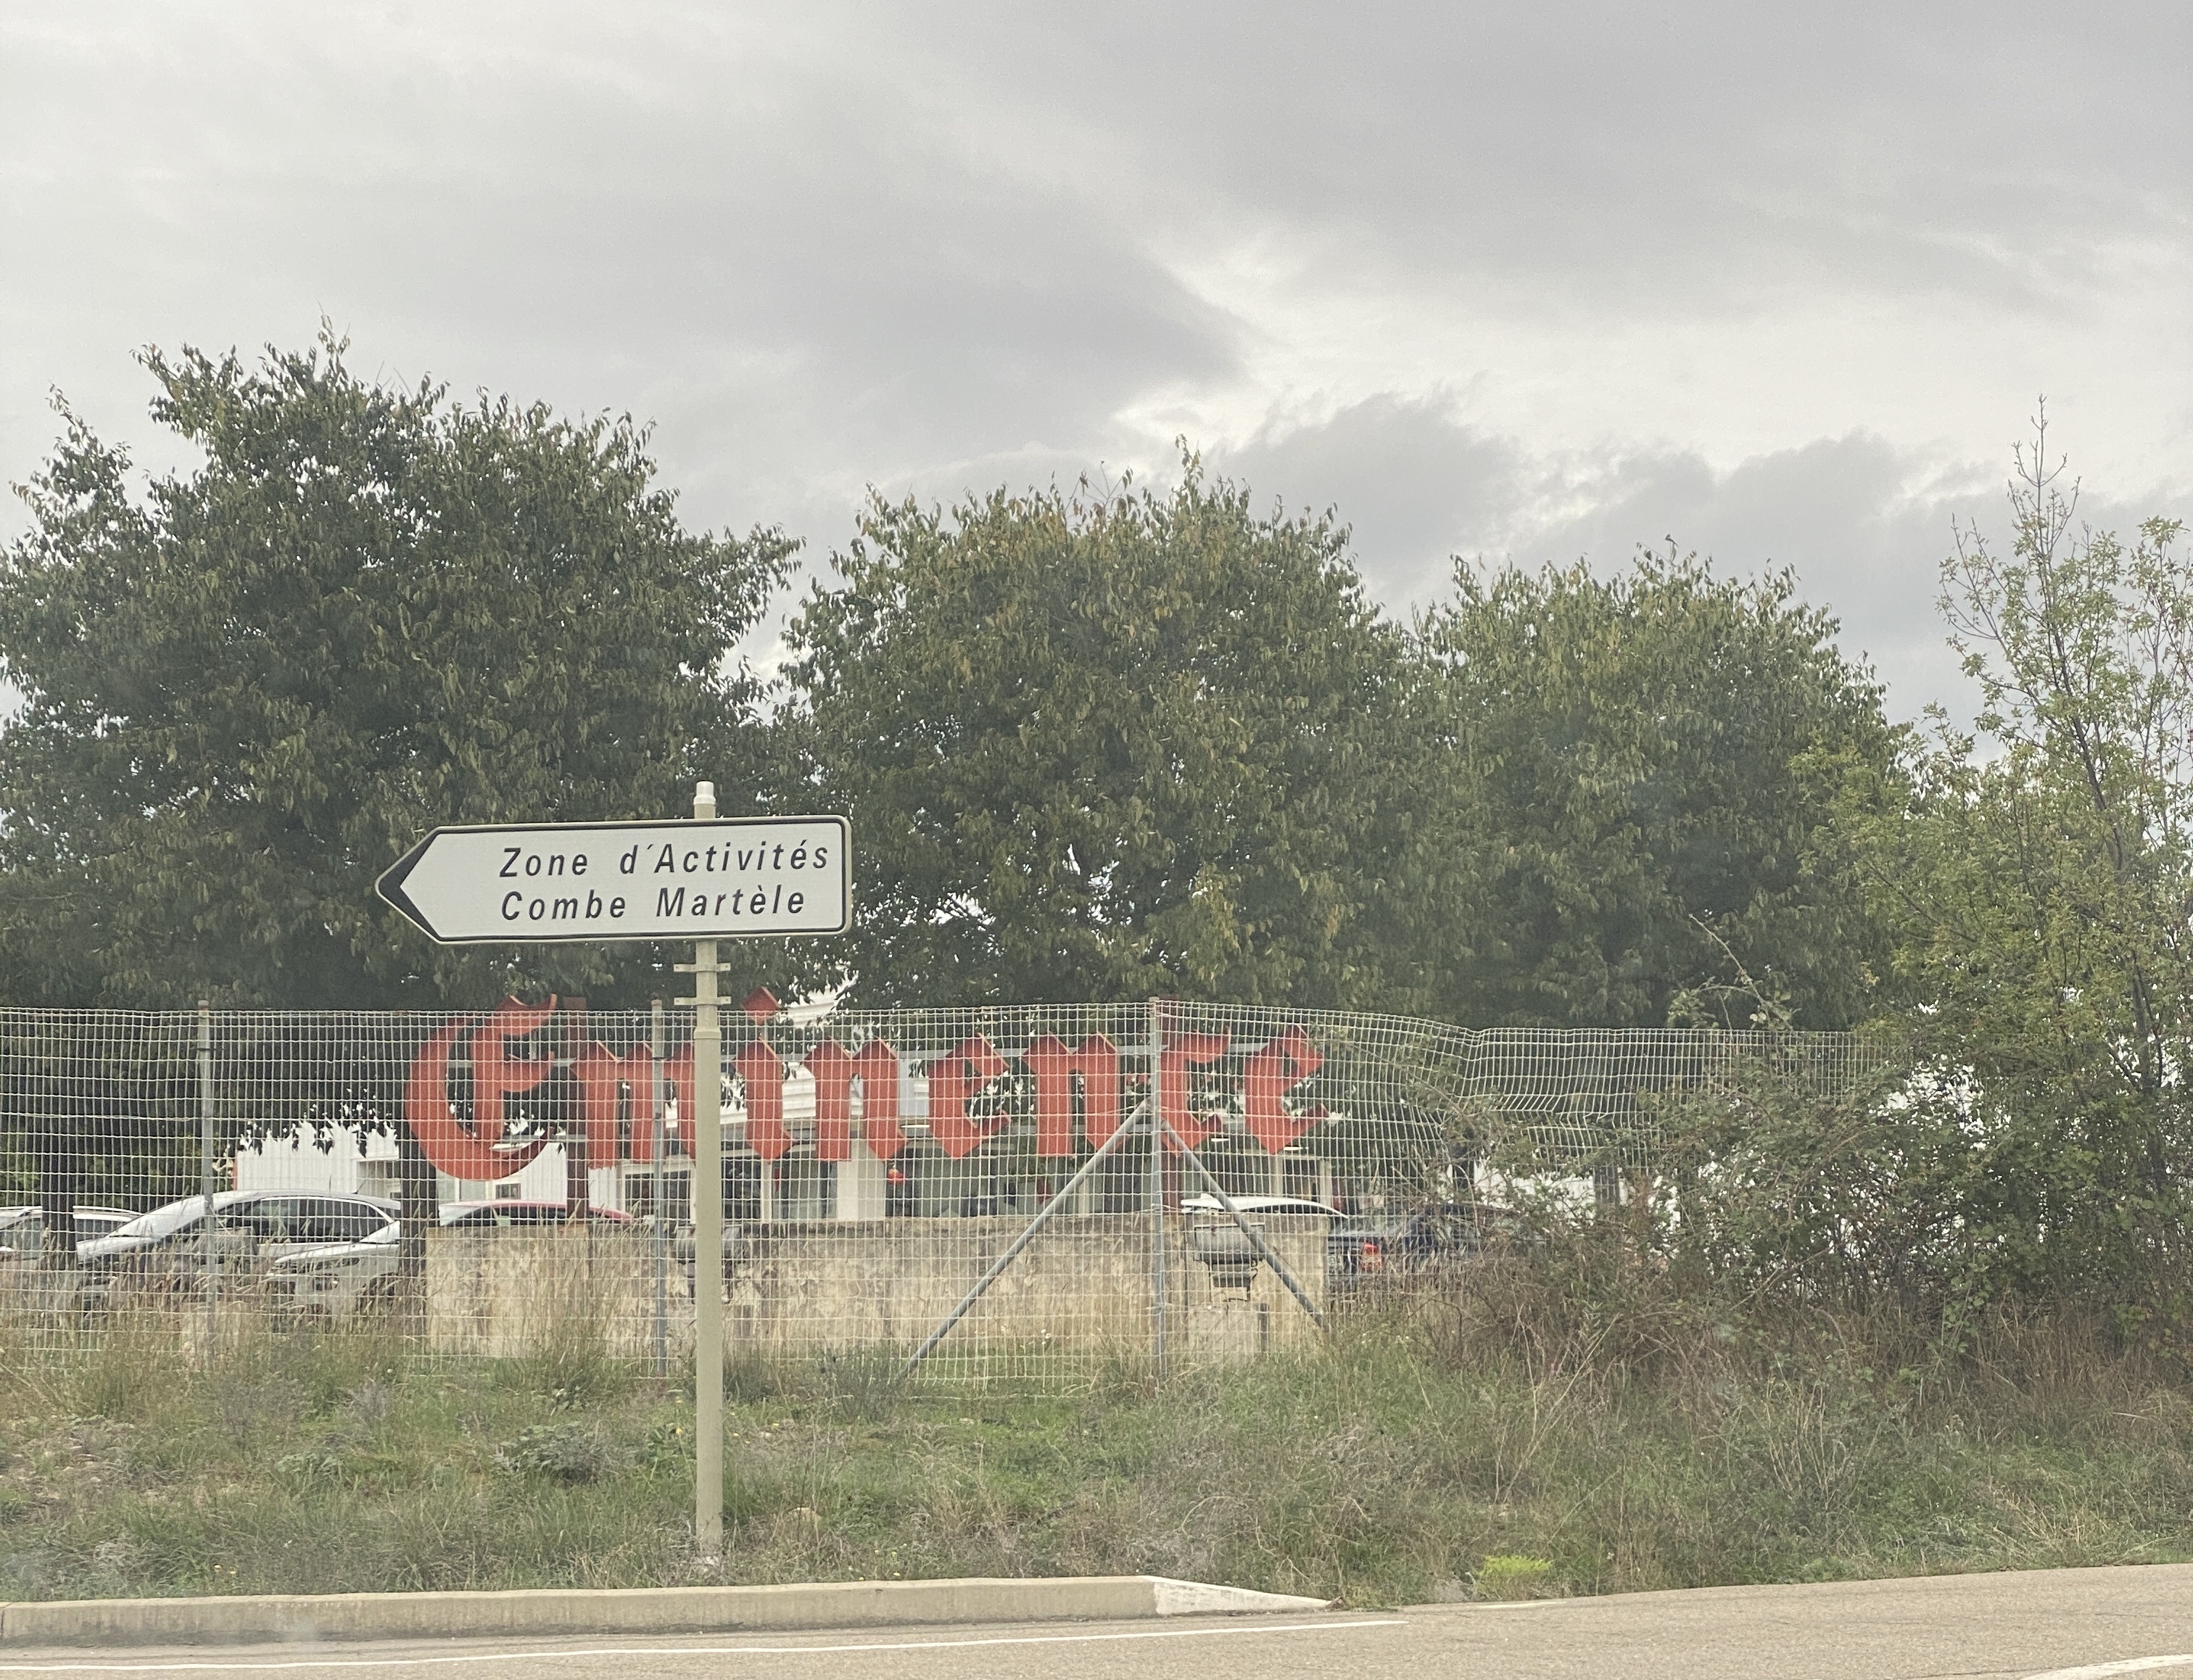 Zone d'Activités
Combe Martèle
Eminence